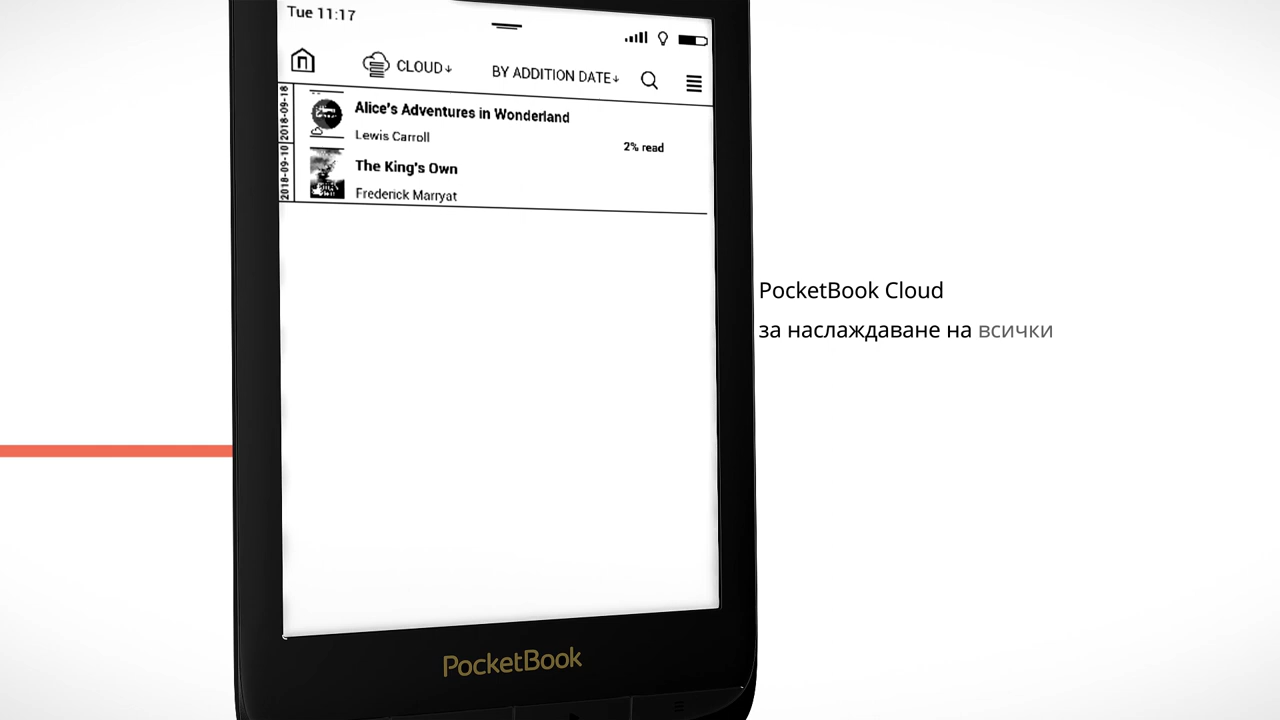 Tue 11:17
CLOUD
BY ADDITION DATE
2018-09-18
Alice's Adventures in Wonderland
Lewis Carroll
2% read
2018-09-10
The King's Own
Frederick Marryat
PocketBook Cloud
за наслаждаване на всички
PocketBook